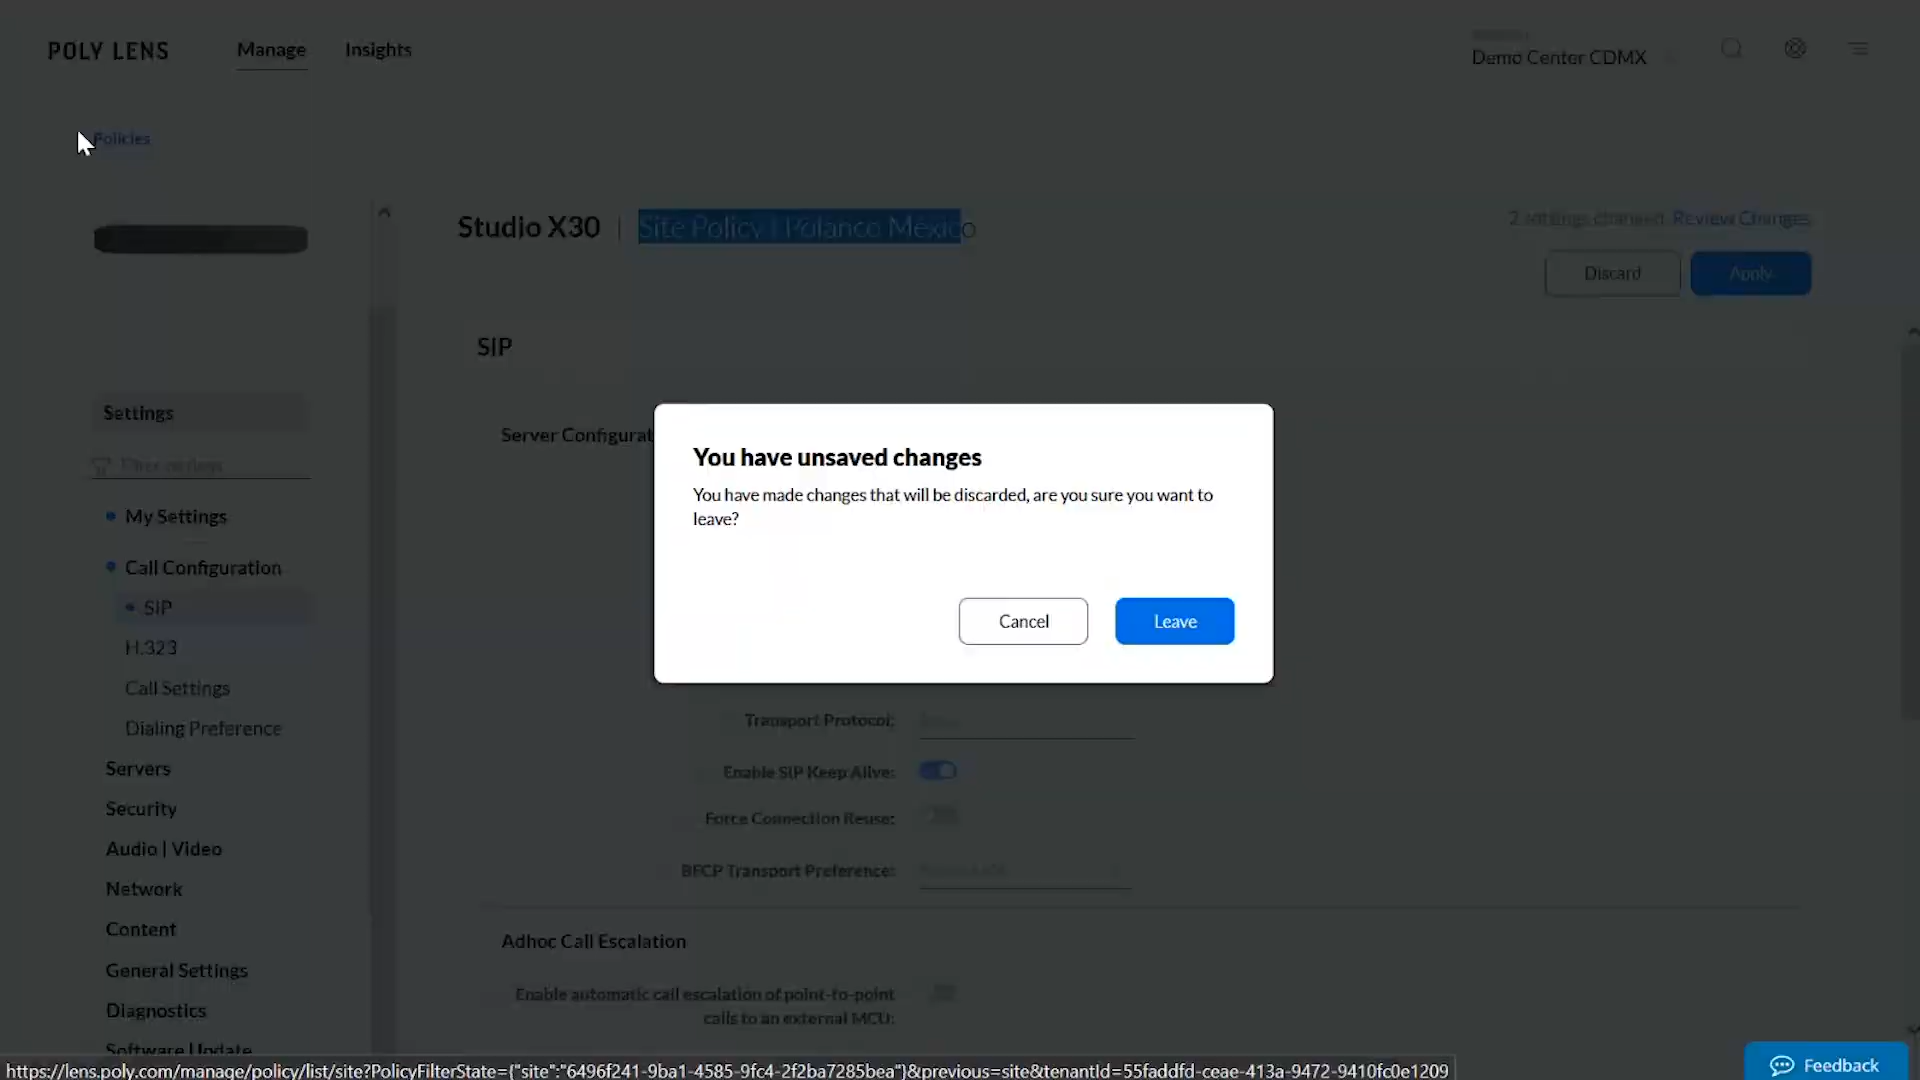 POLY LENS
Manage
Insights
Demo Center CDMX
Policies
Studio X30 | Site Policy | Polanco México
2 settings changed. Review Changes
Discard
Apply
SIP
Settings
Server Configurat
You have unsaved changes
You have made changes that will be discarded, are you sure you want to
leave?
Cancel
Leave
My Settings
Call Configuration
SIP
H.323
Call Settings
Dialing Preference
Servers
Security
Audio | Video
Network
Content
General Settings
Diagnostics
Software Update
Transport Protocol:
Enable SIP Keep Alive:
Force Connection Reuse:
BFCP Transport Preference:
Adhoc Call Escalation
Enable automatic call escalation of point-to-point
calls to an external MCU:
https://lens.poly.com/manage/policy/list/site?PolicyFilterState={"site":"6496f241-9ba1-4585-9fc4-2f2ba7285bea"}&previous=site&tenantId=55faddfd-ceae-413a-9472-9410fc0e1209
Feedback